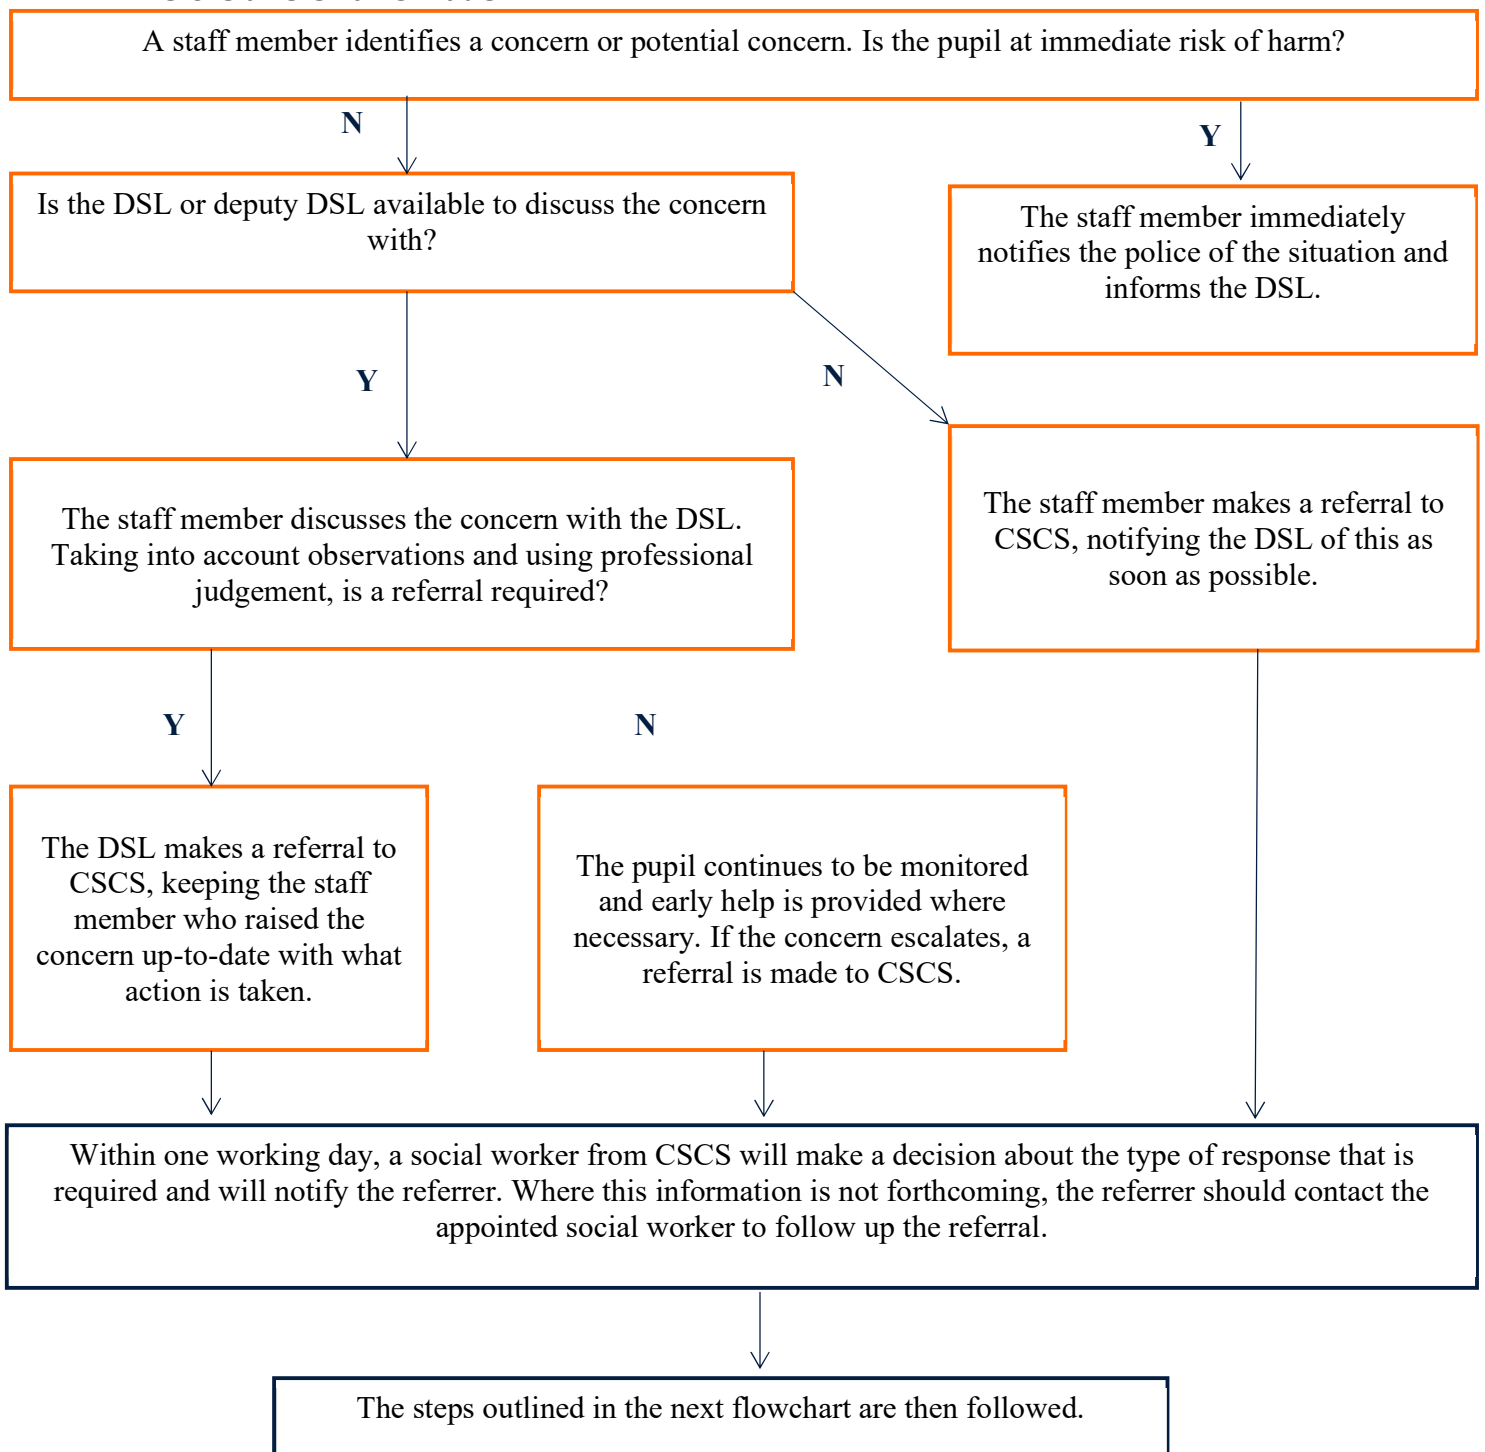 A staff member identifies a concern or potential concern. Is the pupil at immediate risk of harm?
N
Y
Is the DSL or deputy DSL available to discuss the concern
with?
The staff member immediately
notifies the police of the situation and
informs the DSL.
Y
N
The staff member discusses the concern with the DSL.
Taking into account observations and using professional
judgement, is a referral required?
The staff member makes a referral to
CSCS, notifying the DSL of this as
soon as possible.
Y
N
The DSL makes a referral to
CSCS, keeping the staff
member who raised the
concern up-to-date with what
action is taken.
The pupil continues to be monitored
and early help is provided where
necessary. If the concern escalates, a
referral is made to CSCS.
Within one working day, a social worker from CSCS will make a decision about the type of response that is
required and will notify the referrer. Where this information is not forthcoming, the referrer should contact the
appointed social worker to follow up the referral.
The steps outlined in the next flowchart are then followed.